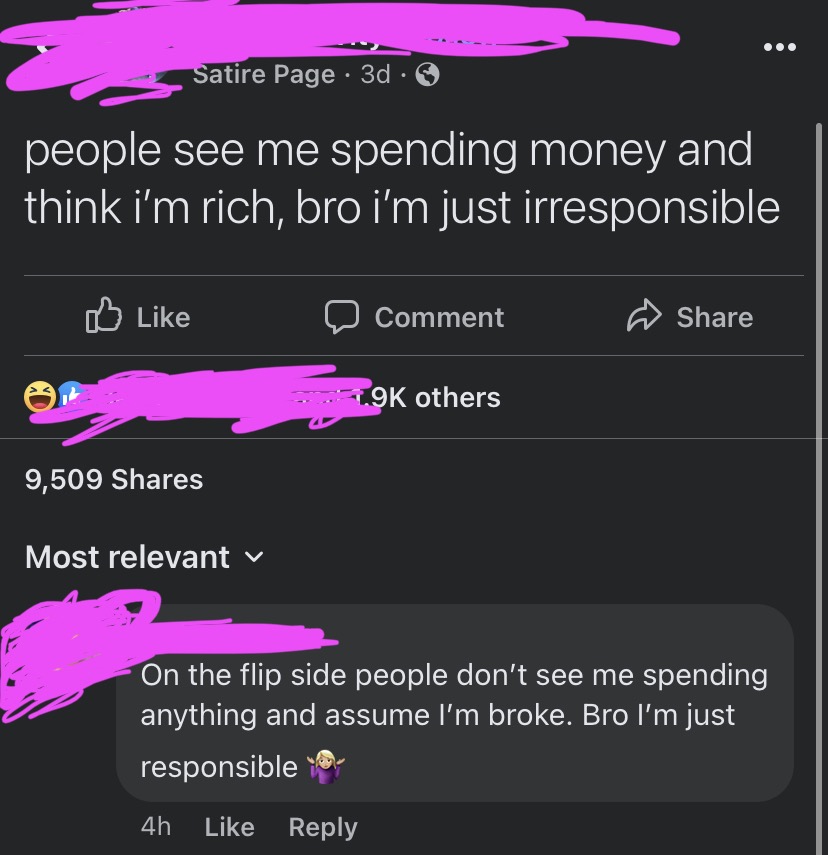 Satire Page · 3d ·
people see me spending money and
think i’m rich, bro i’m just irresponsible
Like Comment Share
.9K others
9,509 Shares
Most relevant
On the flip side people don’t see me spending
anything and assume I’m broke. Bro I’m just
responsible 🤷🏼‍♀️
4h Like Reply